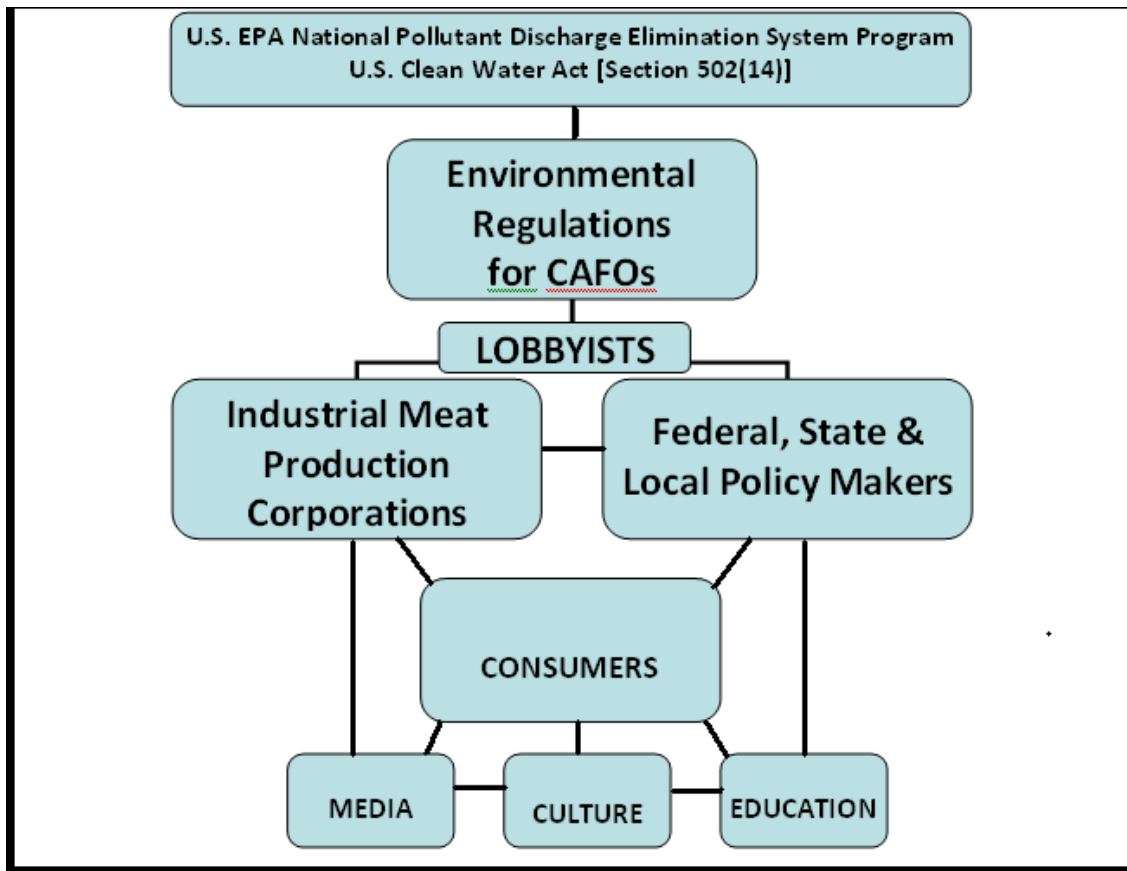 U.S. EPA National Pollutant Discharge Elimination System Program
U.S. Clean Water Act [Section 502(14)]
Environmental
Regulations
for CAFOs
LOBBYISTS
Industrial Meat
Production
Corporations
Federal, State &
Local Policy Makers
CONSUMERS
MEDIA
CULTURE
EDUCATION